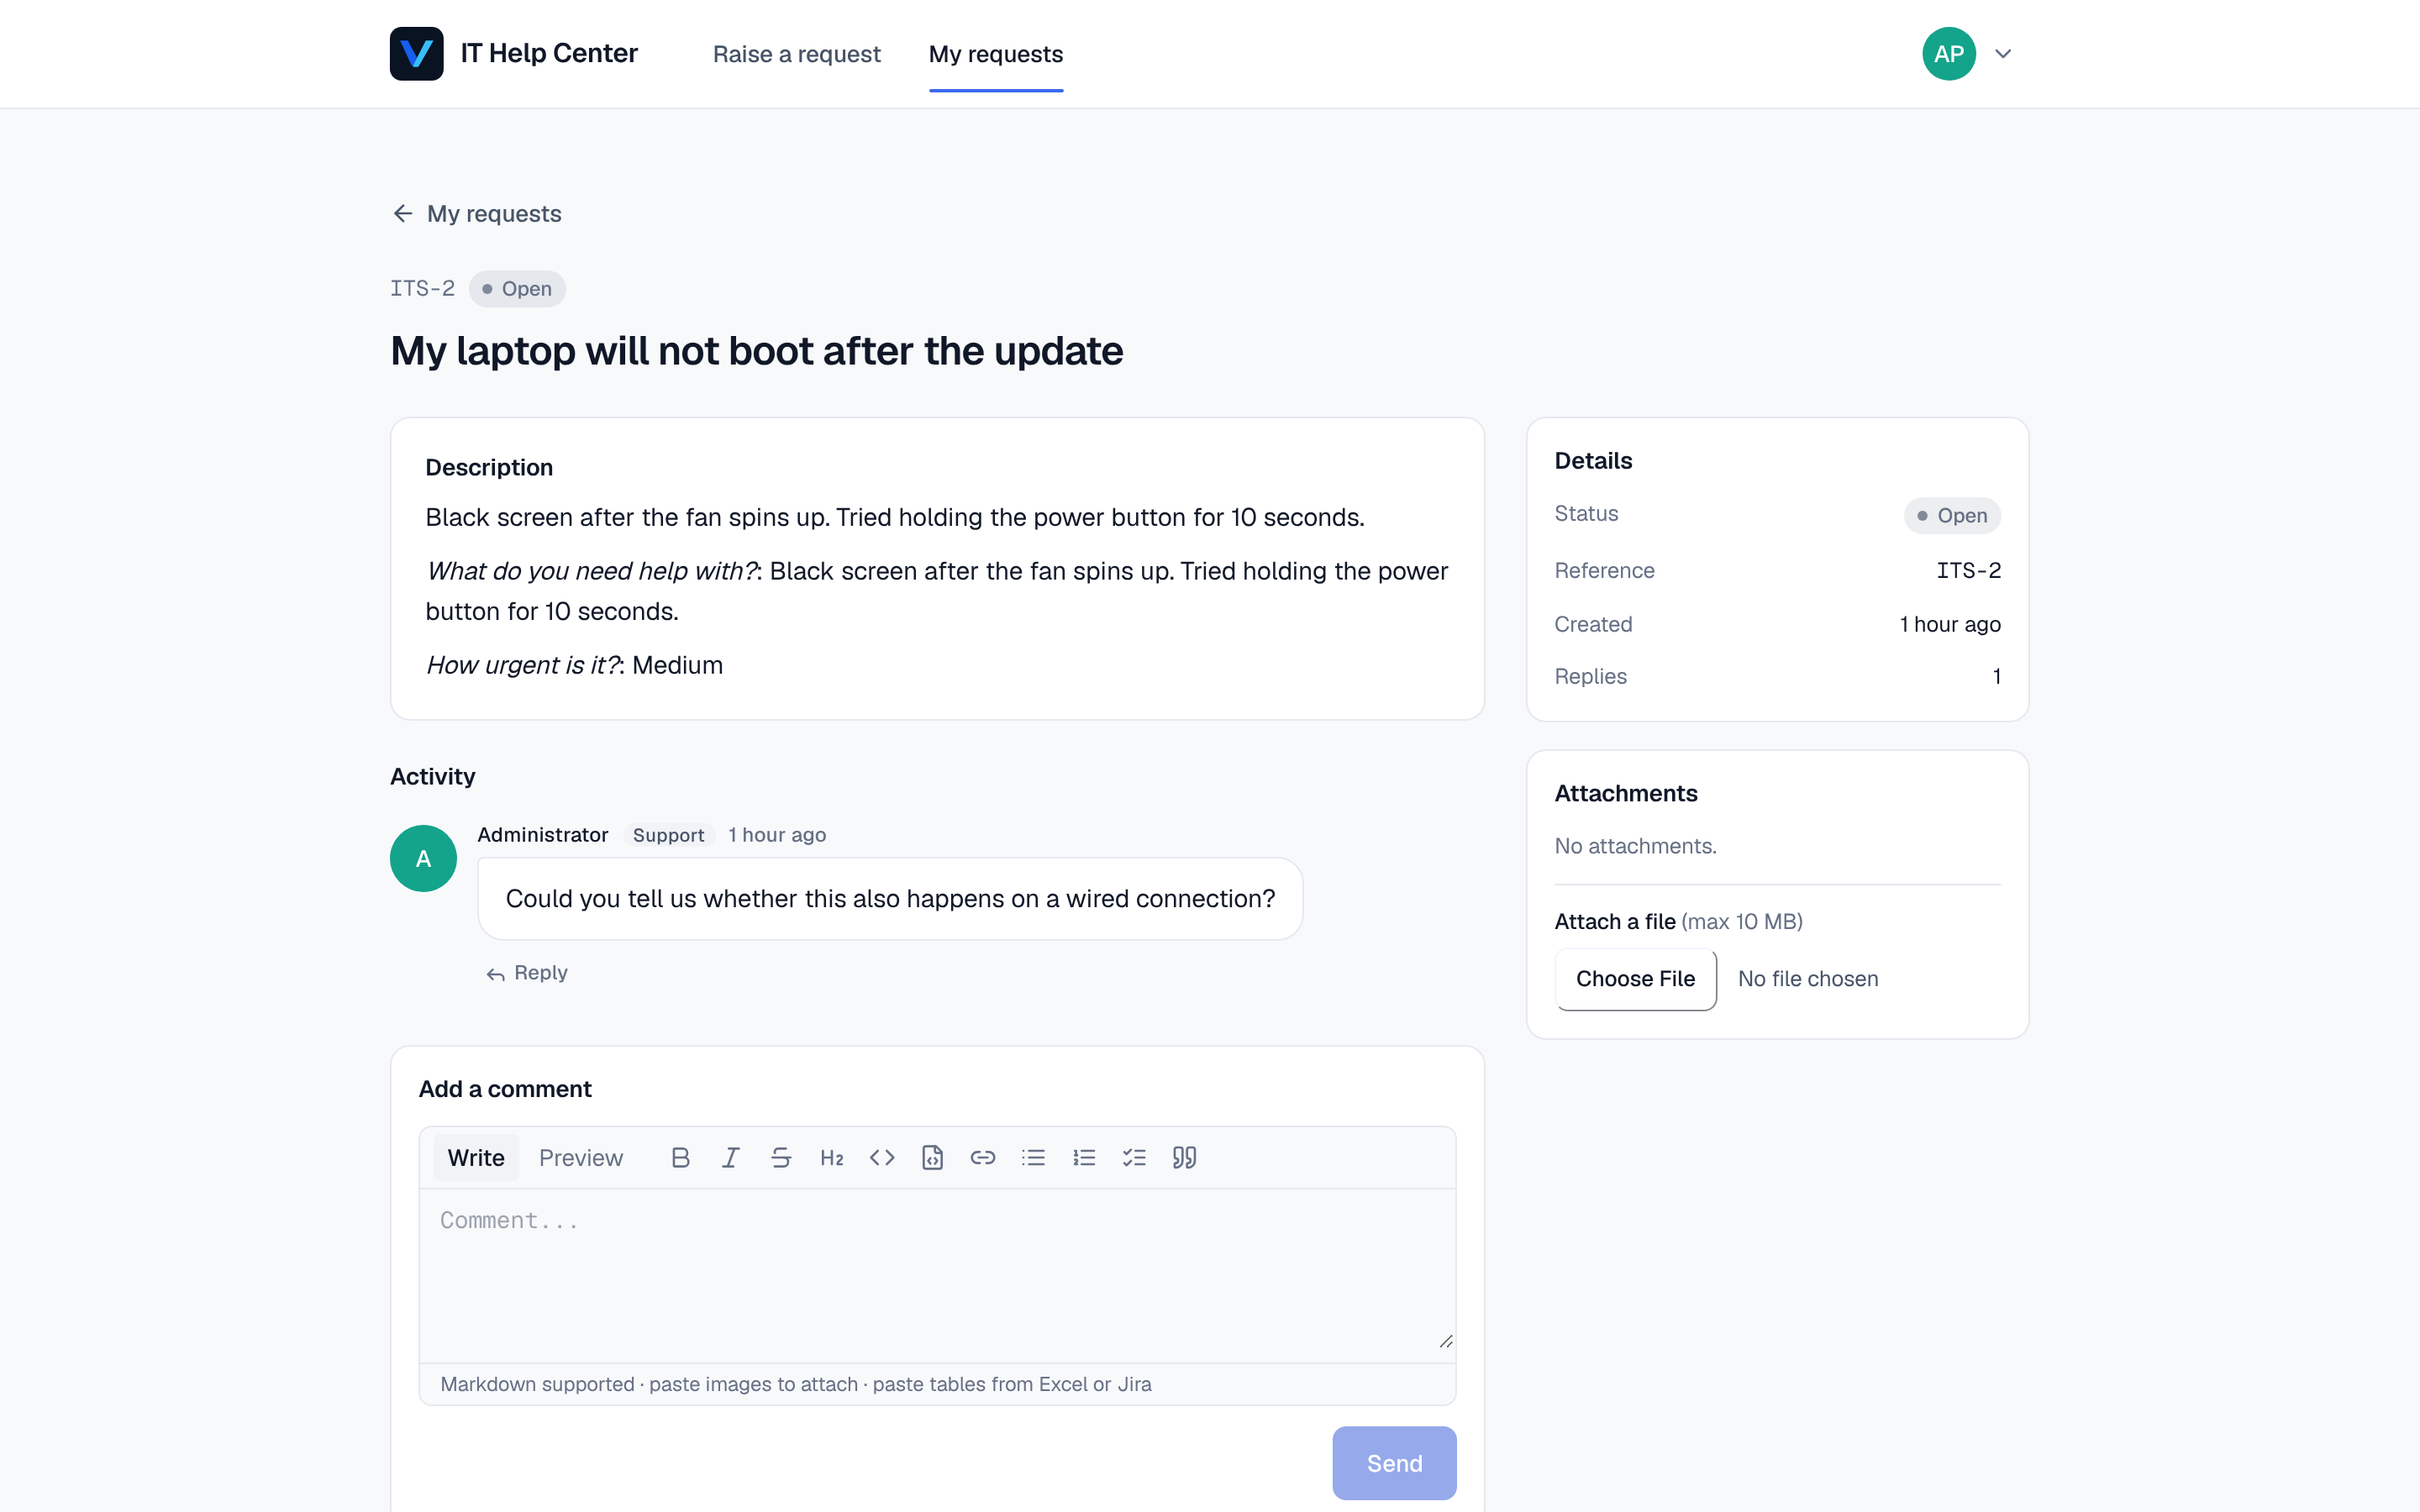 IT Help Center
Raise a request
My requests
AP
My requests
ITS-2
Open
My laptop will not boot after the update
Description
Black screen after the fan spins up. Tried holding the power button for 10 seconds.
What do you need help with?: Black screen after the fan spins up. Tried holding the power
button for 10 seconds.
How urgent is it?: Medium
Details
Status
Open
Reference
ITS-2
Created
1 hour ago
Replies
1
Activity
A
Administrator
Support
1 hour ago
Could you tell us whether this also happens on a wired connection?
Reply
Attachments
No attachments.
Attach a file (max 10 MB)
Choose File
No file chosen
Add a comment
Write
Preview
H2
Comment...
Markdown supported · paste images to attach · paste tables from Excel or Jira
Send